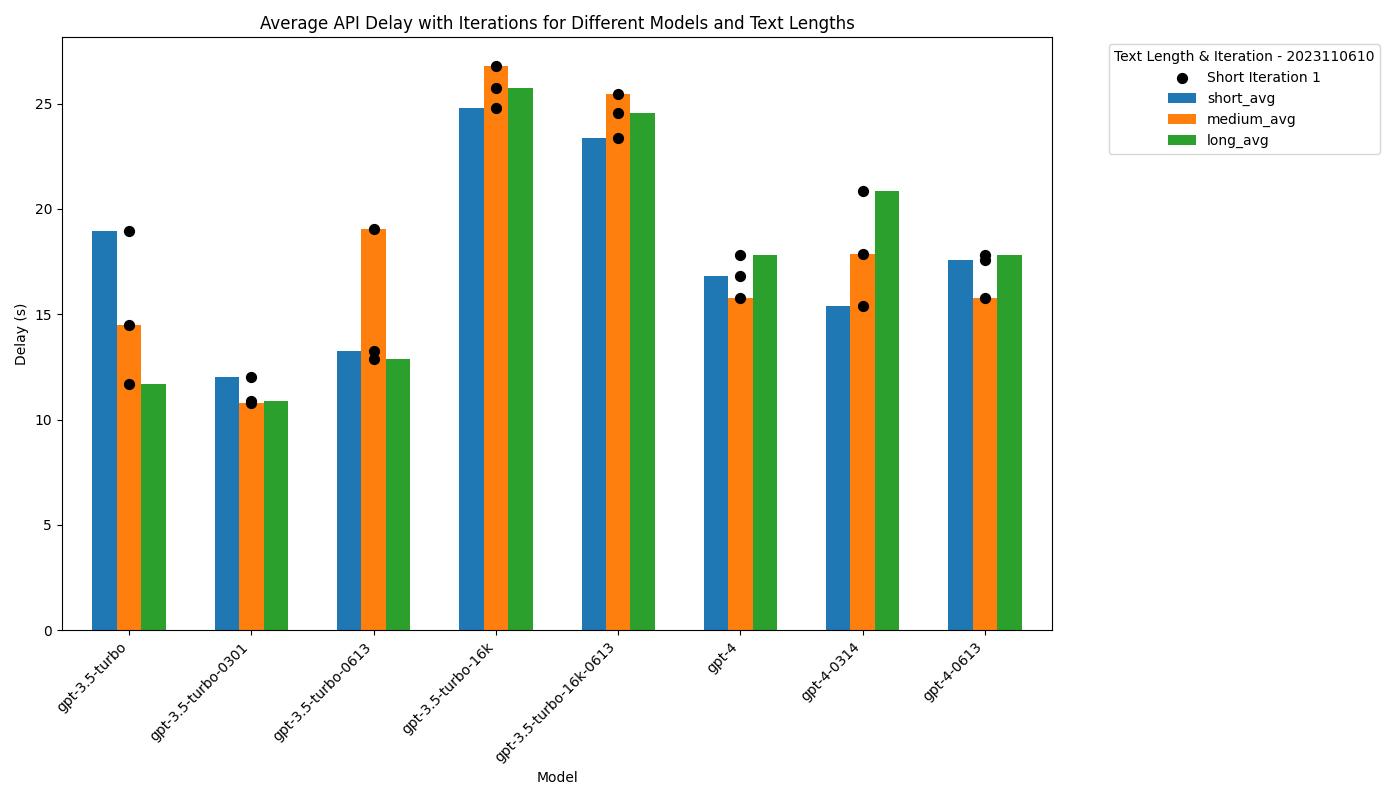 Average API Delay with Iterations for Different Models and Text Lengths
Text Length & Iteration - 2023110610
Short Iteration 1
short_avg
medium_avg
long_avg
Delay (s)
25
20
15
10
5
0
gpt-3.5-turbo
gpt-3.5-turbo-0301
gpt-3.5-turbo-0613
gpt-3.5-turbo-16k
gpt-3.5-turbo-16k-0613
gpt-4
gpt-4-0314
gpt-4-0613
Model